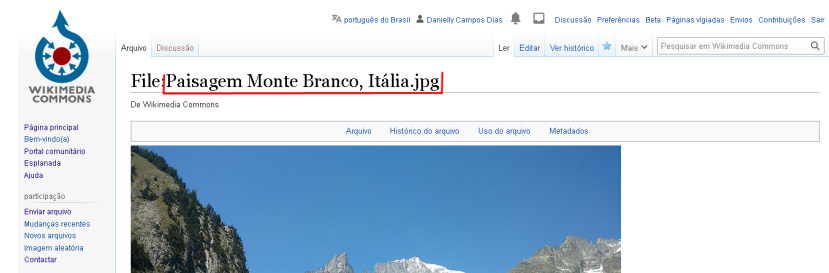 português do Brasil Danielly Campos Dias Discussão Preferências Beta Páginas vigiadas Envios Contribuições Sair
Arquivo Discussão Ler Editar Ver histórico Mais Pesquisar em Wikimedia Commons
WIKIMEDIA
COMMONS
File:Paisagem Monte Branco, Itália.jpg
De Wikimedia Commons
Arquivo Histórico do arquivo Uso do arquivo Metadados
Página principal
Bem-vindo(a)
Portal comunitário
Esplanada
Ajuda
participação
Enviar arquivo
Mudanças recentes
Novos arquivos
Imagem aleatória
Contactar